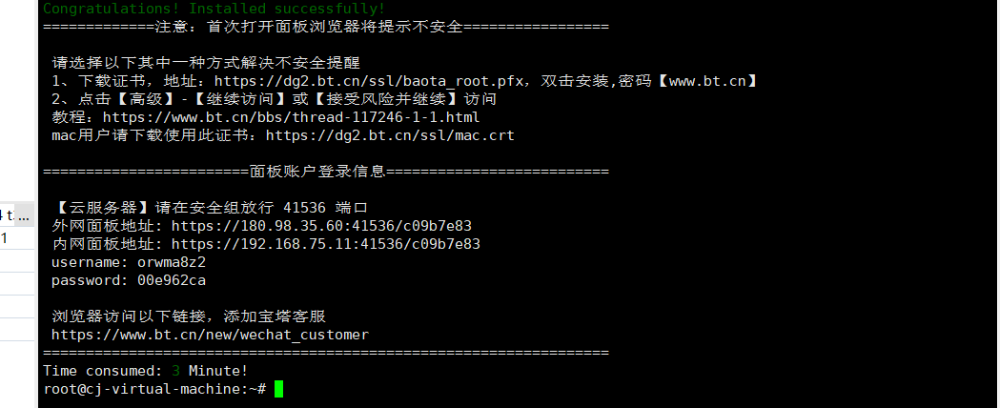 Congratulations! Installed successfully!
=============注意：首次打开面板浏览器将提示不安全=================
请选择以下其中一种方式解决不安全提醒
1、下载证书，地址：https://dg2.bt.cn/ssl/baota_root.pfx，双击安装,密码【www.bt.cn】
2、点击【高级】-【继续访问】或【接受风险并继续】访问
教程：https://www.bt.cn/bbs/thread-117246-1-1.html
mac用户请下载使用此证书：https://dg2.bt.cn/ssl/mac.crt
========================面板账户登录信息==========================
【云服务器】请在安全组放行 41536 端口
外网面板地址: https://180.98.35.60:41536/c09b7e83
内网面板地址: https://192.168.75.11:41536/c09b7e83
username: orwma8z2
password: 00e962ca
浏览器访问以下链接，添加宝塔客服
https://www.bt.cn/new/wechat_customer
==================================================================
Time consumed: 3 Minute!
root@cj-virtual-machine:~#
...
1